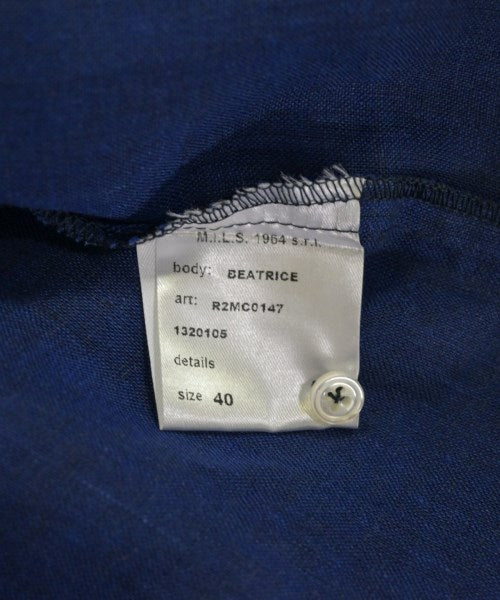 M.I.L.S. 1964 s.r.l.
body: BEATRICE
art: R2MC0147
1320105
details
size 40